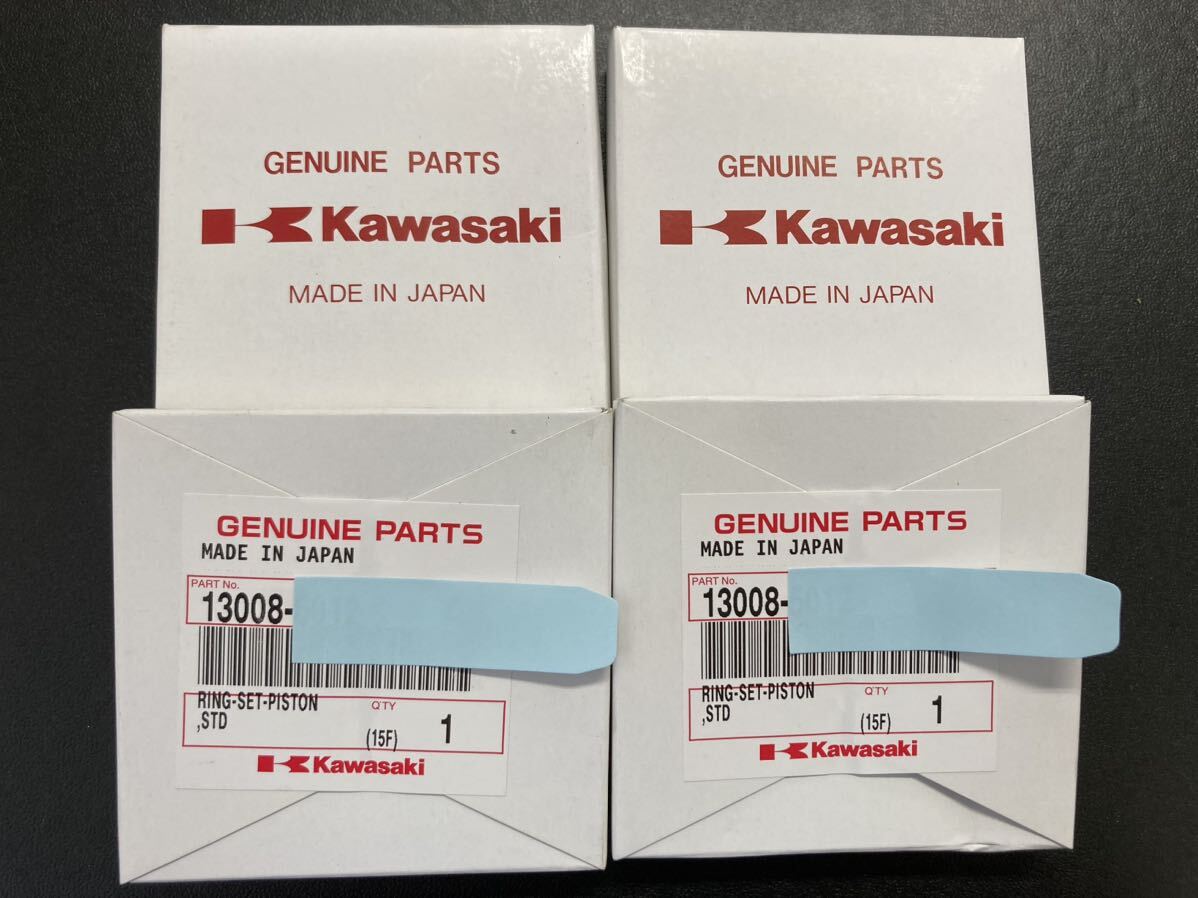 GENUINE PARTS
Kawasaki
MADE IN JAPAN
GENUINE PARTS
Kawasaki
MADE IN JAPAN
GENUINE PARTS
MADE IN JAPAN
PART No.
13008-
RING-SET-PISTON
,STD
Q'TY
(15F)
1
Kawasaki
GENUINE PARTS
MADE IN JAPAN
PART No.
13008-
RING-SET-PISTON
,STD
Q'TY
(15F)
1
Kawasaki